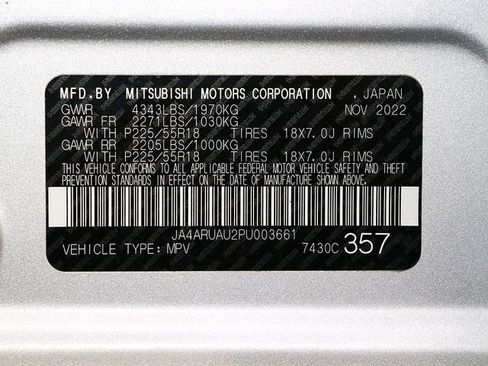 MFD.BY MITSUBISHI MOTORS CORPORATION , JAPAN
GVWR 4343LBS/1970KG NOV 2022
GAWR FR 2271LBS/1030KG
WITH P225/55R18 TIRES 18X7.0J RIMS
GAWR RR 2205LBS/1000KG
WITH P225/55R18 TIRES 18X7.0J RIMS
THIS VEHICLE CONFORMS TO ALL APPLICABLE FEDERAL MOTOR VEHICLE SAFETY AND THEFT
PREVENTION STANDARDS IN EFFECT ON THE DATE OF MANUFACTURE SHOWN ABOVE.
JA4ARUAU2PU003661
VEHICLE TYPE: MPV 7430C 357